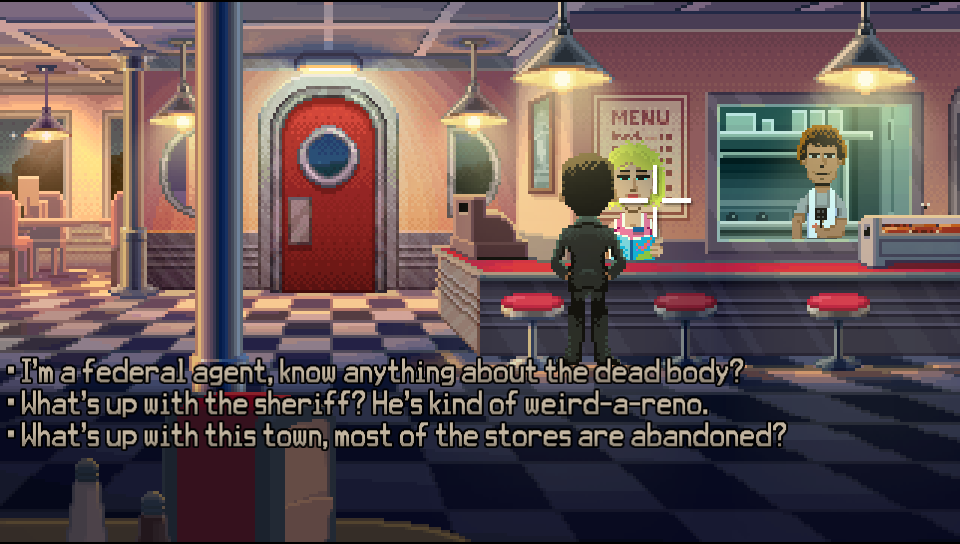 MENU
• I'm a federal agent, know anything about the dead body?
• What's up with the sheriff? He's kind of weird-a-reno.
• What's up with this town, most of the stores are abandoned?